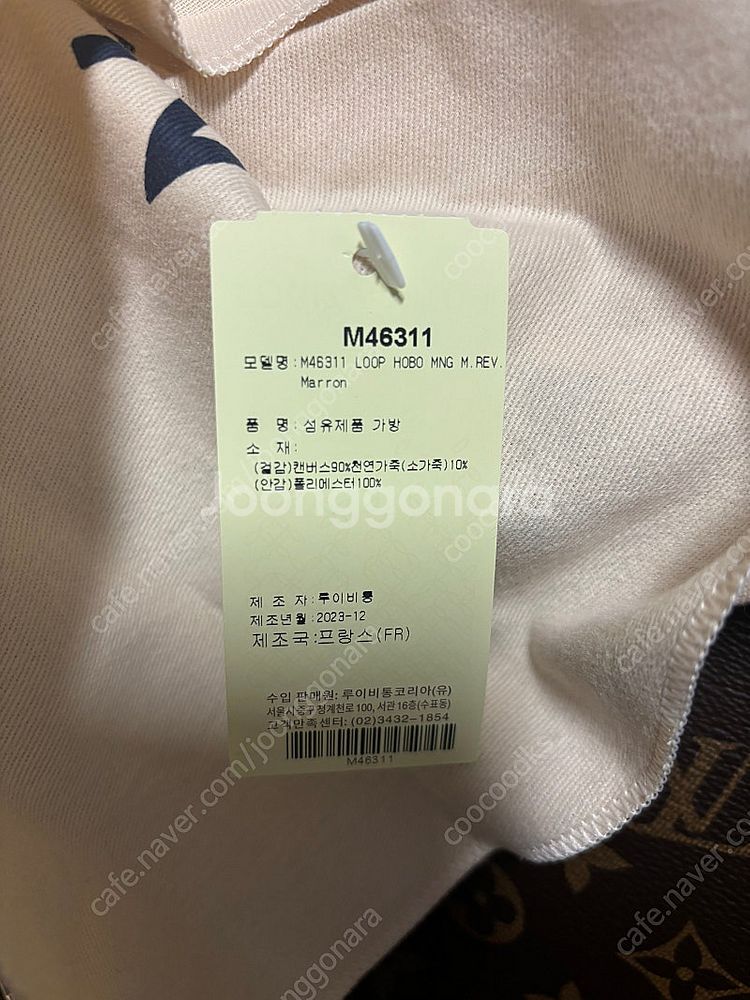 M46311
모델명:M46311 LOOP HOBO MNG M.REV.
Marron
품 명:섬유제품 가방
소 재:
(겉감)캔버스90%천연가죽(소가죽)10%
(안감)폴리에스터100%
Joonggonara
제 조 자:루이비통
제조년월:2023-12
제조국:프랑스(FR)
수입 판매원: 루이비통코리아(유)
서울시중구청계천로 100, 서관 16층(수표동)
고객만족센터: (02)3432-1854
M46311
cafe.naver.com/joonggonara
coocooolks
cafe.naver.com